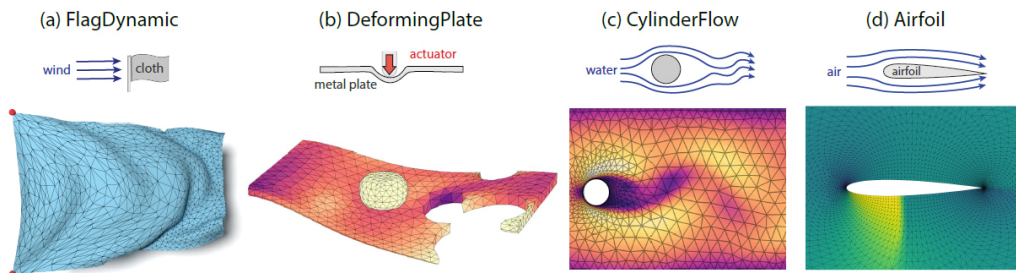 (a) FlagDynamic
wind
cloth
(b) DeformingPlate
actuator
metal plate
(c) CylinderFlow
water
(d) Airfoil
air
airfoil